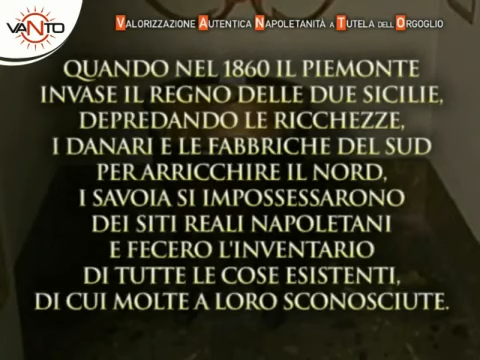 VANTO
VALORIZZAZIONE AUTENTICA NAPOLETANITÀ A TUTELA DELL'ORGOGLIO
QUANDO NEL 1860 IL PIEMONTE
INVASE IL REGNO DELLE DUE SICILIE,
DEPREDANDO LE RICCHEZZE,
I DANARI E LE FABBRICHE DEL SUD
PER ARRICCHIRE IL NORD,
I SAVOIA SI IMPOSSESSARONO
DEI SITI REALI NAPOLETANI
E FECERO L'INVENTARIO
DI TUTTE LE COSE ESISTENTI,
DI CUI MOLTE A LORO SCONOSCIUTE.